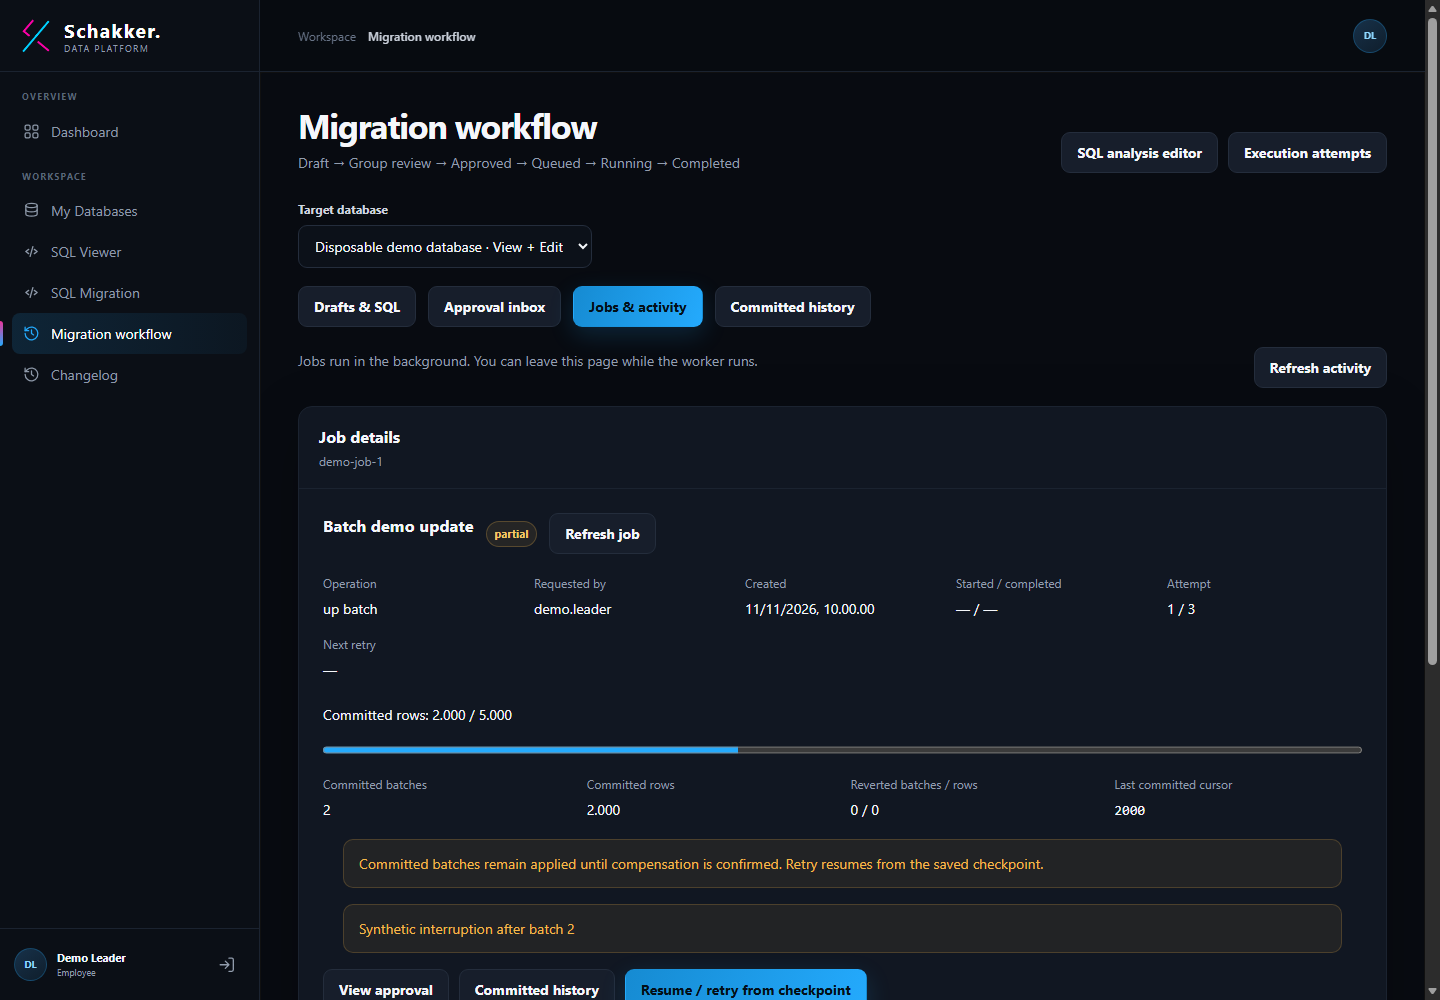 Schakker.
DATA PLATFORM
OVERVIEW
Dashboard
WORKSPACE
My Databases
SQL Viewer
SQL Migration
Migration workflow
Changelog
DL
Demo Leader
Employee
Workspace Migration workflow
DL
Migration workflow
Draft → Group review → Approved → Queued → Running → Completed
SQL analysis editor
Execution attempts
Target database
Disposable demo database · View + Edit
Drafts & SQL
Approval inbox
Jobs & activity
Committed history
Jobs run in the background. You can leave this page while the worker runs.
Refresh activity
Job details
demo-job-1
Batch demo update
partial
Refresh job
Operation
up batch
Requested by
demo.leader
Created
11/11/2026, 10.00.00
Started / completed
— / —
Attempt
1 / 3
Next retry
—
Committed rows: 2.000 / 5.000
Committed batches
2
Committed rows
2.000
Reverted batches / rows
0 / 0
Last committed cursor
2000
Committed batches remain applied until compensation is confirmed. Retry resumes from the saved checkpoint.
Synthetic interruption after batch 2
View approval
Committed history
Resume / retry from checkpoint